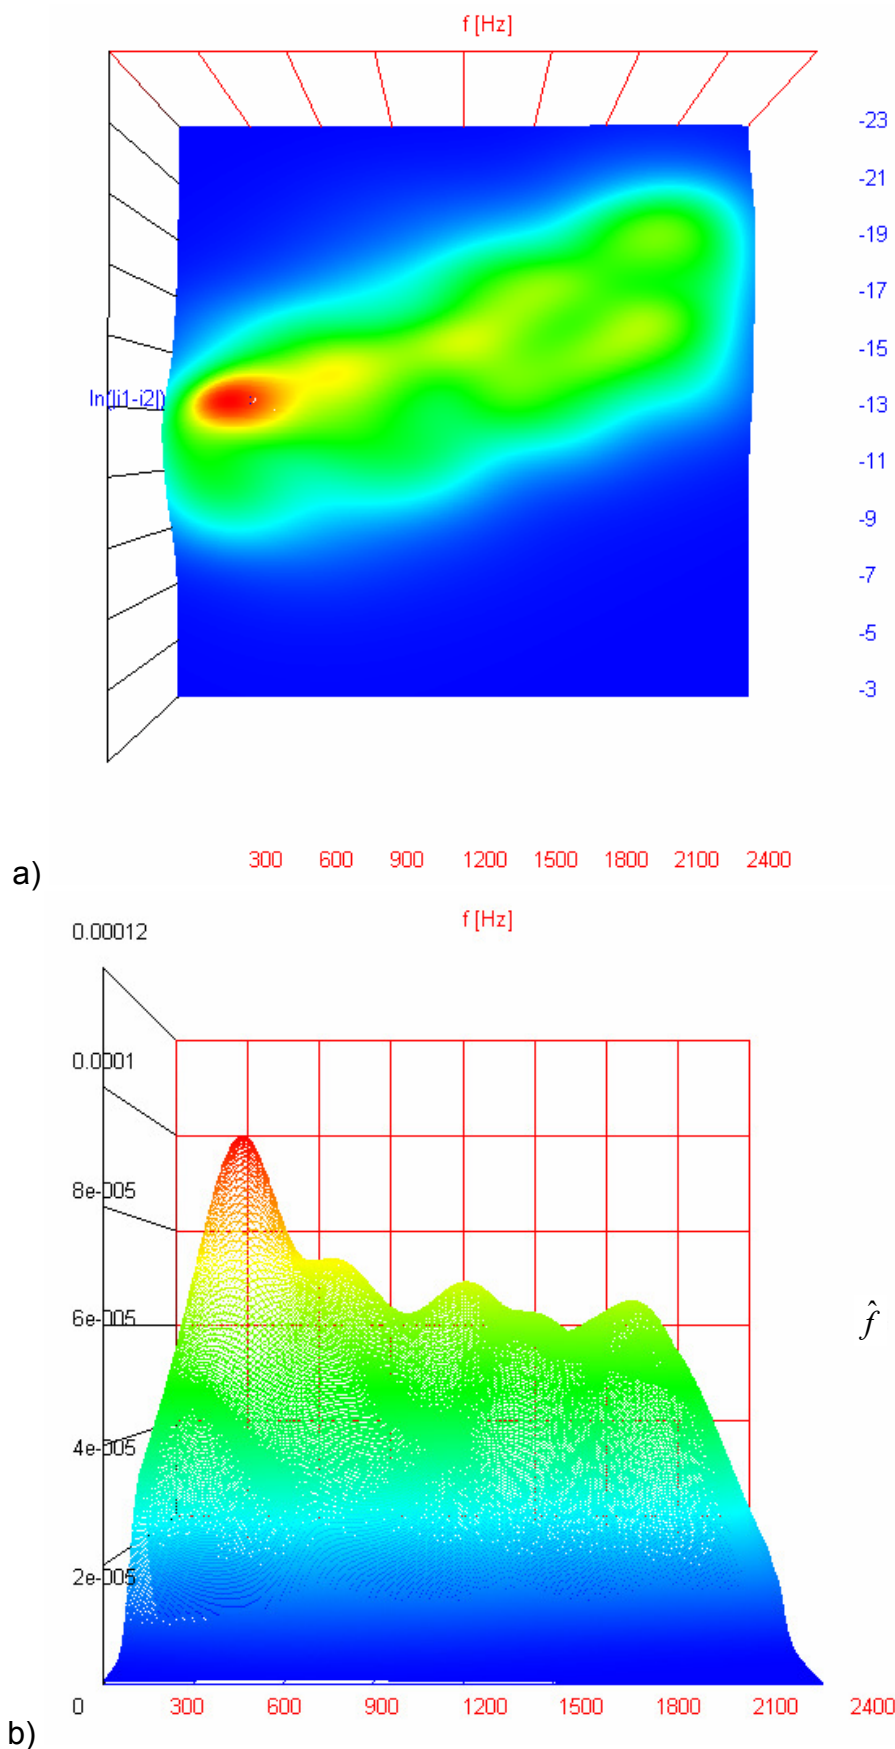 f [Hz]
-23
-21
-19
-17
-15
ln(|i1-i2|)
-13
-11
-9
-7
-5
-3
a)
300 600 900 1200 1500 1800 2100 2400
0.00012
f [Hz]
0.0001
8e-005
6e-005
f̂
4e-005
2e-005
0 300 600 900 1200 1500 1800 2100 2400
b)